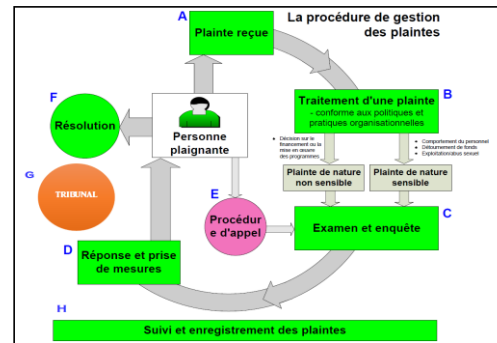 La procédure de gestion
des plaintes
A
Plainte reçue
B
Traitement d'une plainte
- conforme aux politiques et
pratiques organisationnelles
F
Résolution
Personne
plaignante
• Décision sur le
financement ou la
mise en œuvre
des programmes
• Comportement du personnel
• Détournement de fonds
• Exploitation/abus sexuel
Plainte de nature
non sensible
Plainte de nature
sensible
G
TRIBUNAL
E
Procédur
e d'appel
C
Examen et enquête
D
Réponse et prise
de mesures
H
Suivi et enregistrement des plaintes